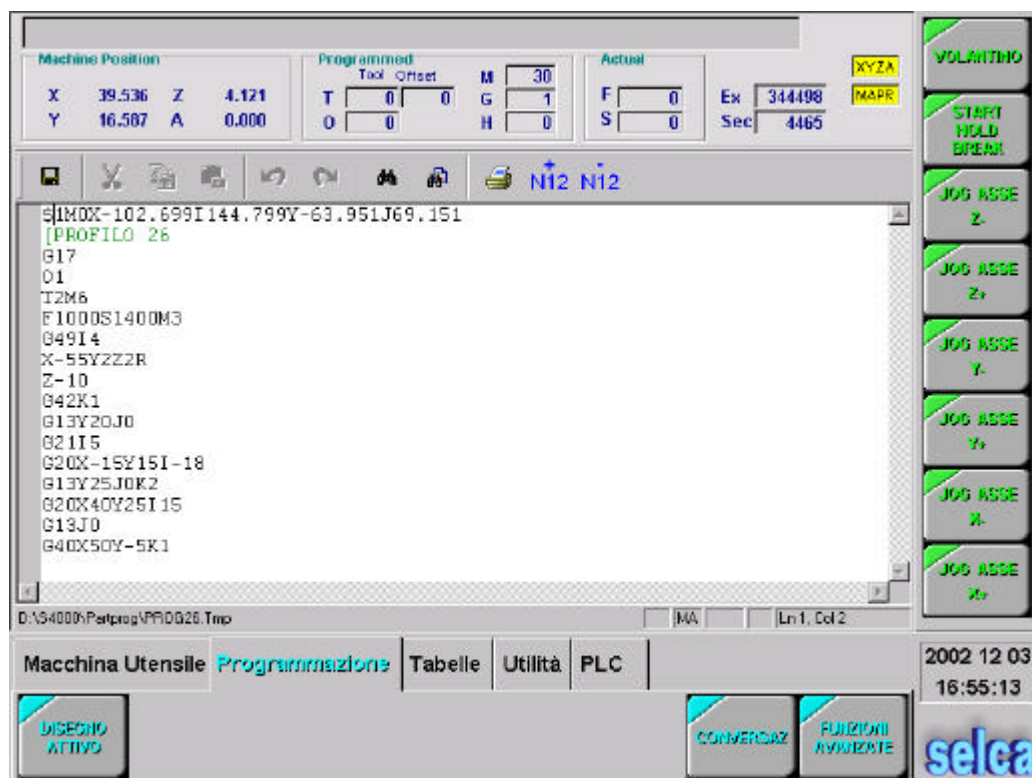 Machine Position
X 39.536 Z 4.121
Y 16.587 A 0.000
Programmed
Tool Offset
T 0 0
O 0
M 30
G 1
H 0
Actual
F 0
S 0
Ex 344498
Sec 4465
XYZA
MAPR
N12 N12
S1M0X-102.699I144.799Y-63.951J69.151
[PROFILO 26
G17
O1
T2M6
F1000S1400M3
G49I4
X-55Y2Z2R
Z-10
G42K1
G13Y20J0
G21I5
G20X-15Y15I-18
G13Y25J0K2
G20X40Y25I15
G13J0
G40X50Y-5K1
D:\S4000\Partprog\PROG26.Tmp
MA
Ln 1, Col 2
Macchina Utensile
Programmazione
Tabelle
Utilità
PLC
DISEGNO
ATTIVO
CONVERSAZ
FUNZIONI
AVANZATE
VOLANTINO
START
HOLD
BREAK
JOG ASSE
Z-
JOG ASSE
Z+
JOG ASSE
Y-
JOG ASSE
Y+
JOG ASSE
X-
JOG ASSE
X+
2002 12 03
16:55:13
selca